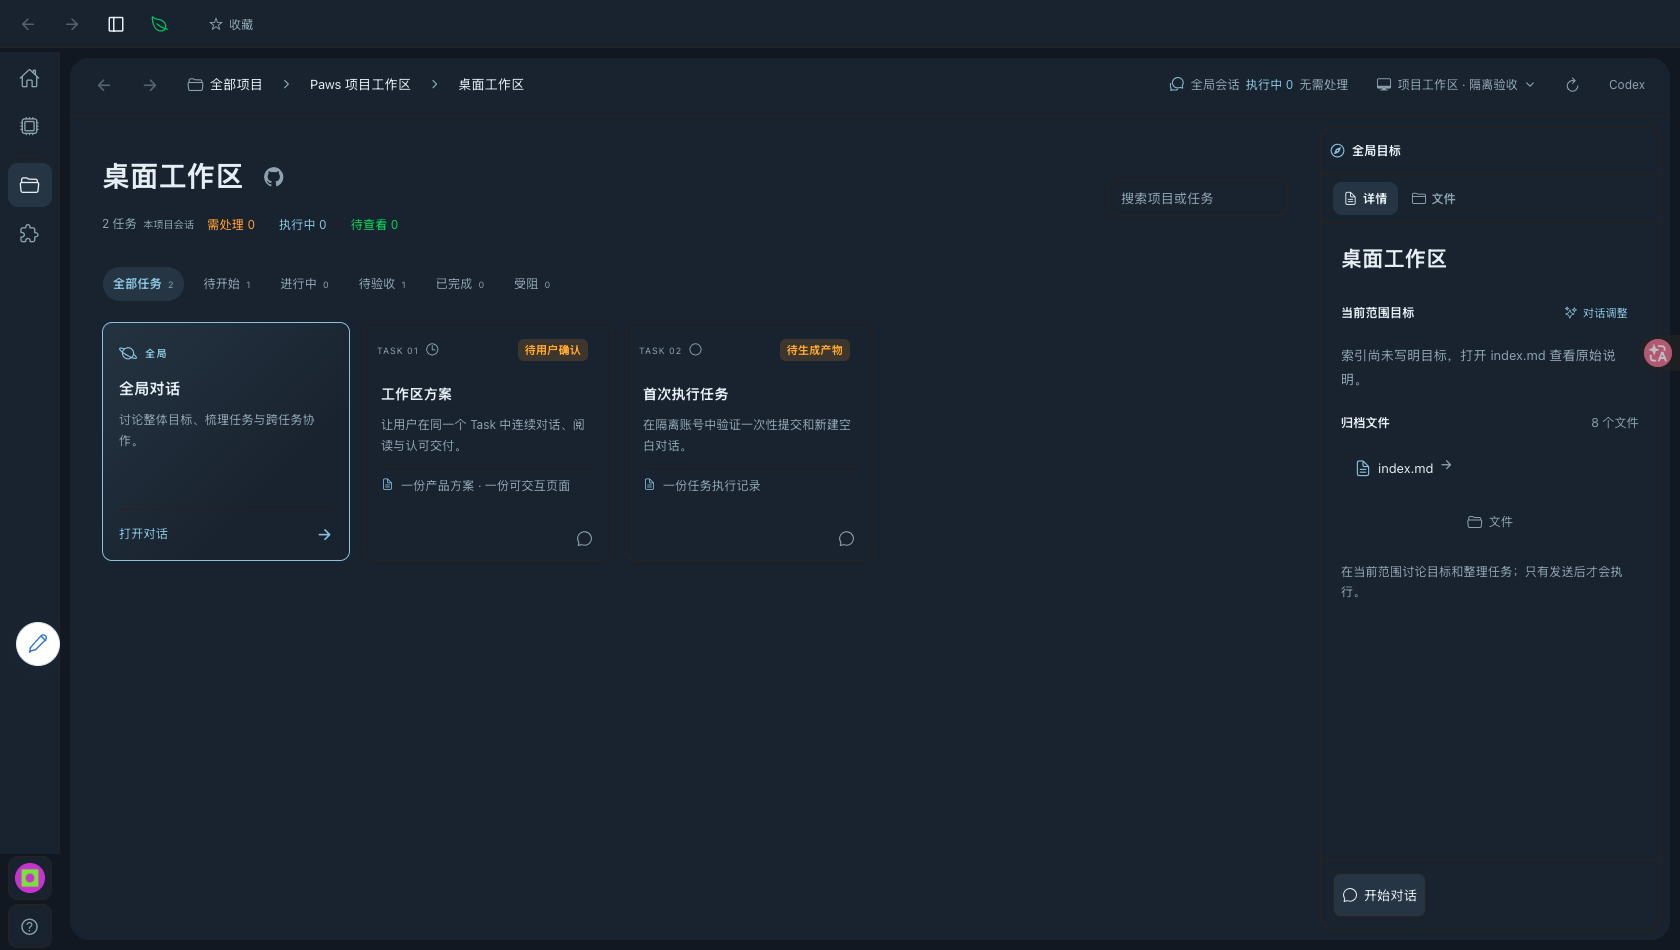 收藏
全部项目 Paws 项目工作区 桌面工作区
全局会话 执行中 0 无需处理 项目工作区 · 隔离验收 Codex
桌面工作区
搜索项目或任务
2 任务 本项目会话 需处理 0 执行中 0 待查看 0
全部任务 2 待开始 1 进行中 0 待验收 1 已完成 0 受阻 0
全局
全局对话
讨论整体目标、梳理任务与跨任务协
作。
打开对话
TASK 01 待用户确认
工作区方案
让用户在同一个 Task 中连续对话、阅
读与认可交付。
一份产品方案 · 一份可交互页面
TASK 02 待生成产物
首次执行任务
在隔离账号中验证一次性提交和新建空
白对话。
一份任务执行记录
全局目标
详情 文件
桌面工作区
当前范围目标 对话调整
索引尚未写明目标，打开 index.md 查看原始说
明。
归档文件 8 个文件
index.md
文件
在当前范围讨论目标和整理任务；只有发送后才会执
行。
开始对话